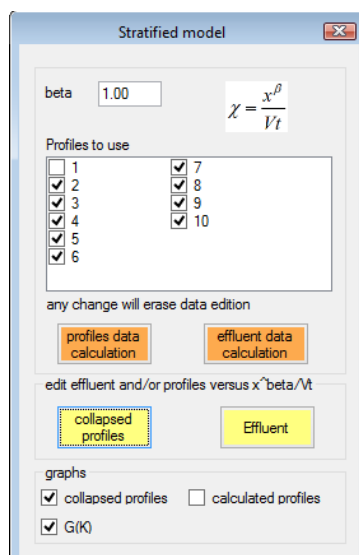 Stratified model
beta 1.00
χ = x^β / Vt
Profiles to use
1 7
2 8
3 9
4 10
5
6
any change will erase data edition
profiles data calculation
effluent data calculation
edit effluent and/or profiles versus x^beta/Vt
collapsed profiles
Effluent
graphs
collapsed profiles calculated profiles
G(K)